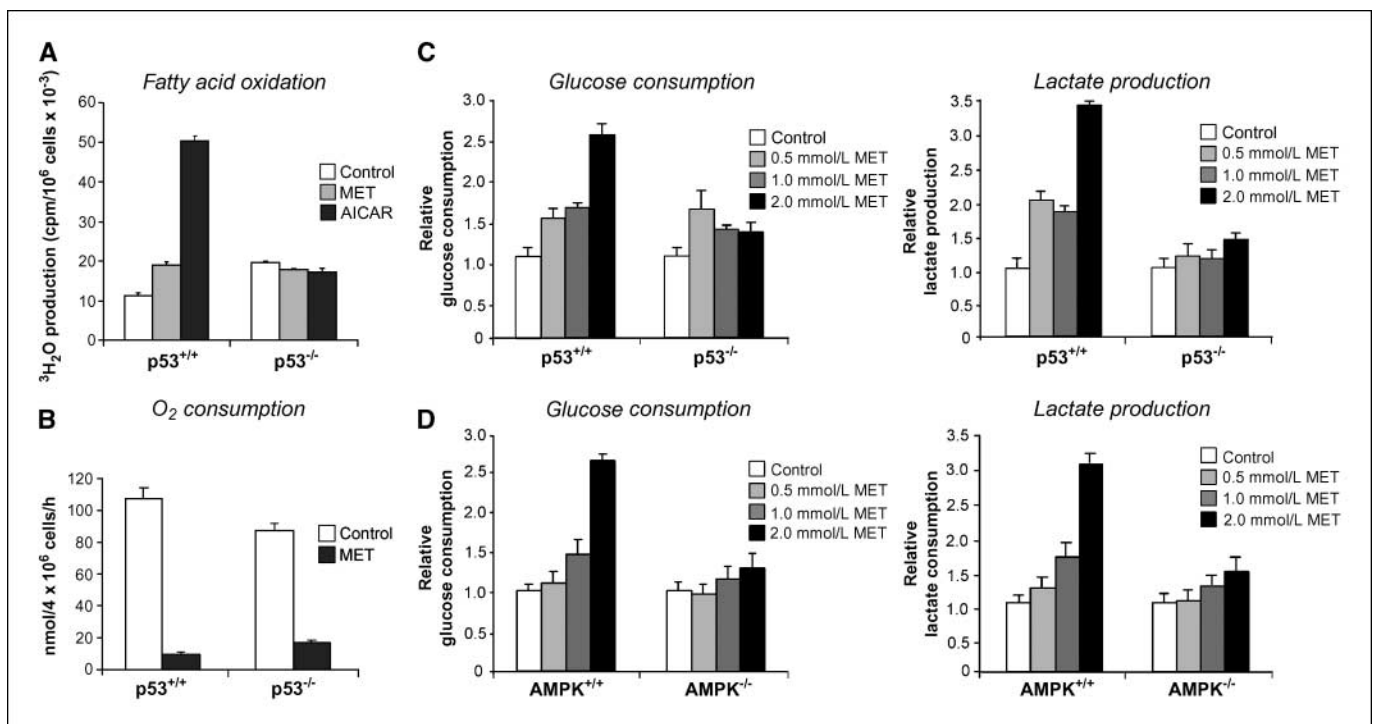 A
Fatty acid oxidation
³H₂O production (cpm/10⁶ cells x 10⁻³)
60
50
40
30
20
10
0
Control
MET
AICAR
p53⁺/⁺
p53⁻/⁻
B
O₂ consumption
nmol/4 x 10⁶ cells/h
120
100
80
60
40
20
0
Control
MET
p53⁺/⁺
p53⁻/⁻
C
Glucose consumption
Relative
glucose consumption
3.0
2.5
2.0
1.5
1.0
0.5
0
Control
0.5 mmol/L MET
1.0 mmol/L MET
2.0 mmol/L MET
p53⁺/⁺
p53⁻/⁻
Lactate production
Relative
lactate production
3.5
3.0
2.5
2.0
1.5
1.0
0.5
0
Control
0.5 mmol/L MET
1.0 mmol/L MET
2.0 mmol/L MET
p53⁺/⁺
p53⁻/⁻
D
Glucose consumption
Relative
glucose consumption
3.0
2.5
2.0
1.5
1.0
0.5
0
Control
0.5 mmol/L MET
1.0 mmol/L MET
2.0 mmol/L MET
AMPK⁺/⁺
AMPK⁻/⁻
Lactate production
Relative
lactate consumption
3.5
3.0
2.5
2.0
1.5
1.0
0.5
0
Control
0.5 mmol/L MET
1.0 mmol/L MET
2.0 mmol/L MET
AMPK⁺/⁺
AMPK⁻/⁻